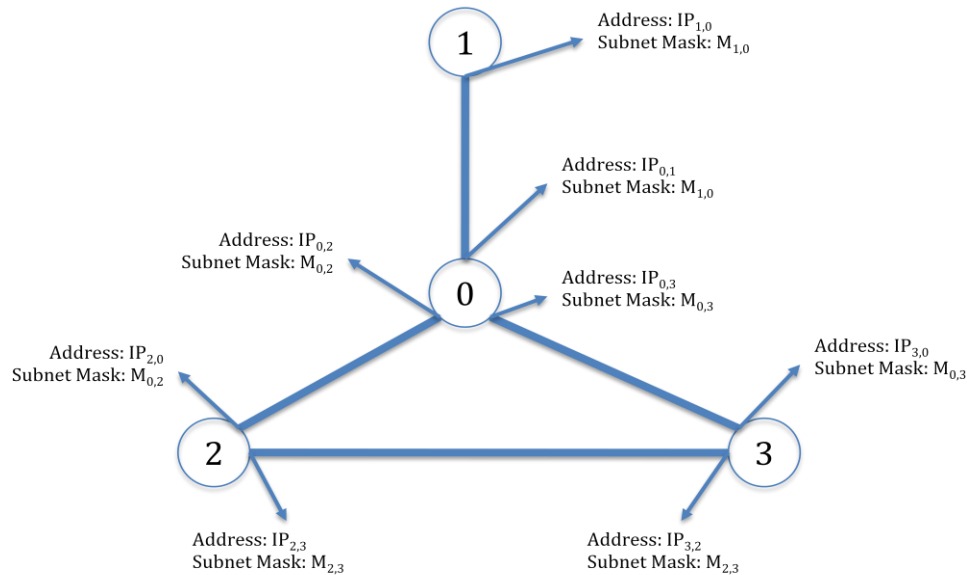 1
Address: IP1,0
Subnet Mask: M1,0
Address: IP0,1
Subnet Mask: M1,0
Address: IP0,2
Subnet Mask: M0,2
0
Address: IP0,3
Subnet Mask: M0,3
Address: IP2,0
Subnet Mask: M0,2
Address: IP3,0
Subnet Mask: M0,3
2
3
Address: IP2,3
Subnet Mask: M2,3
Address: IP3,2
Subnet Mask: M2,3